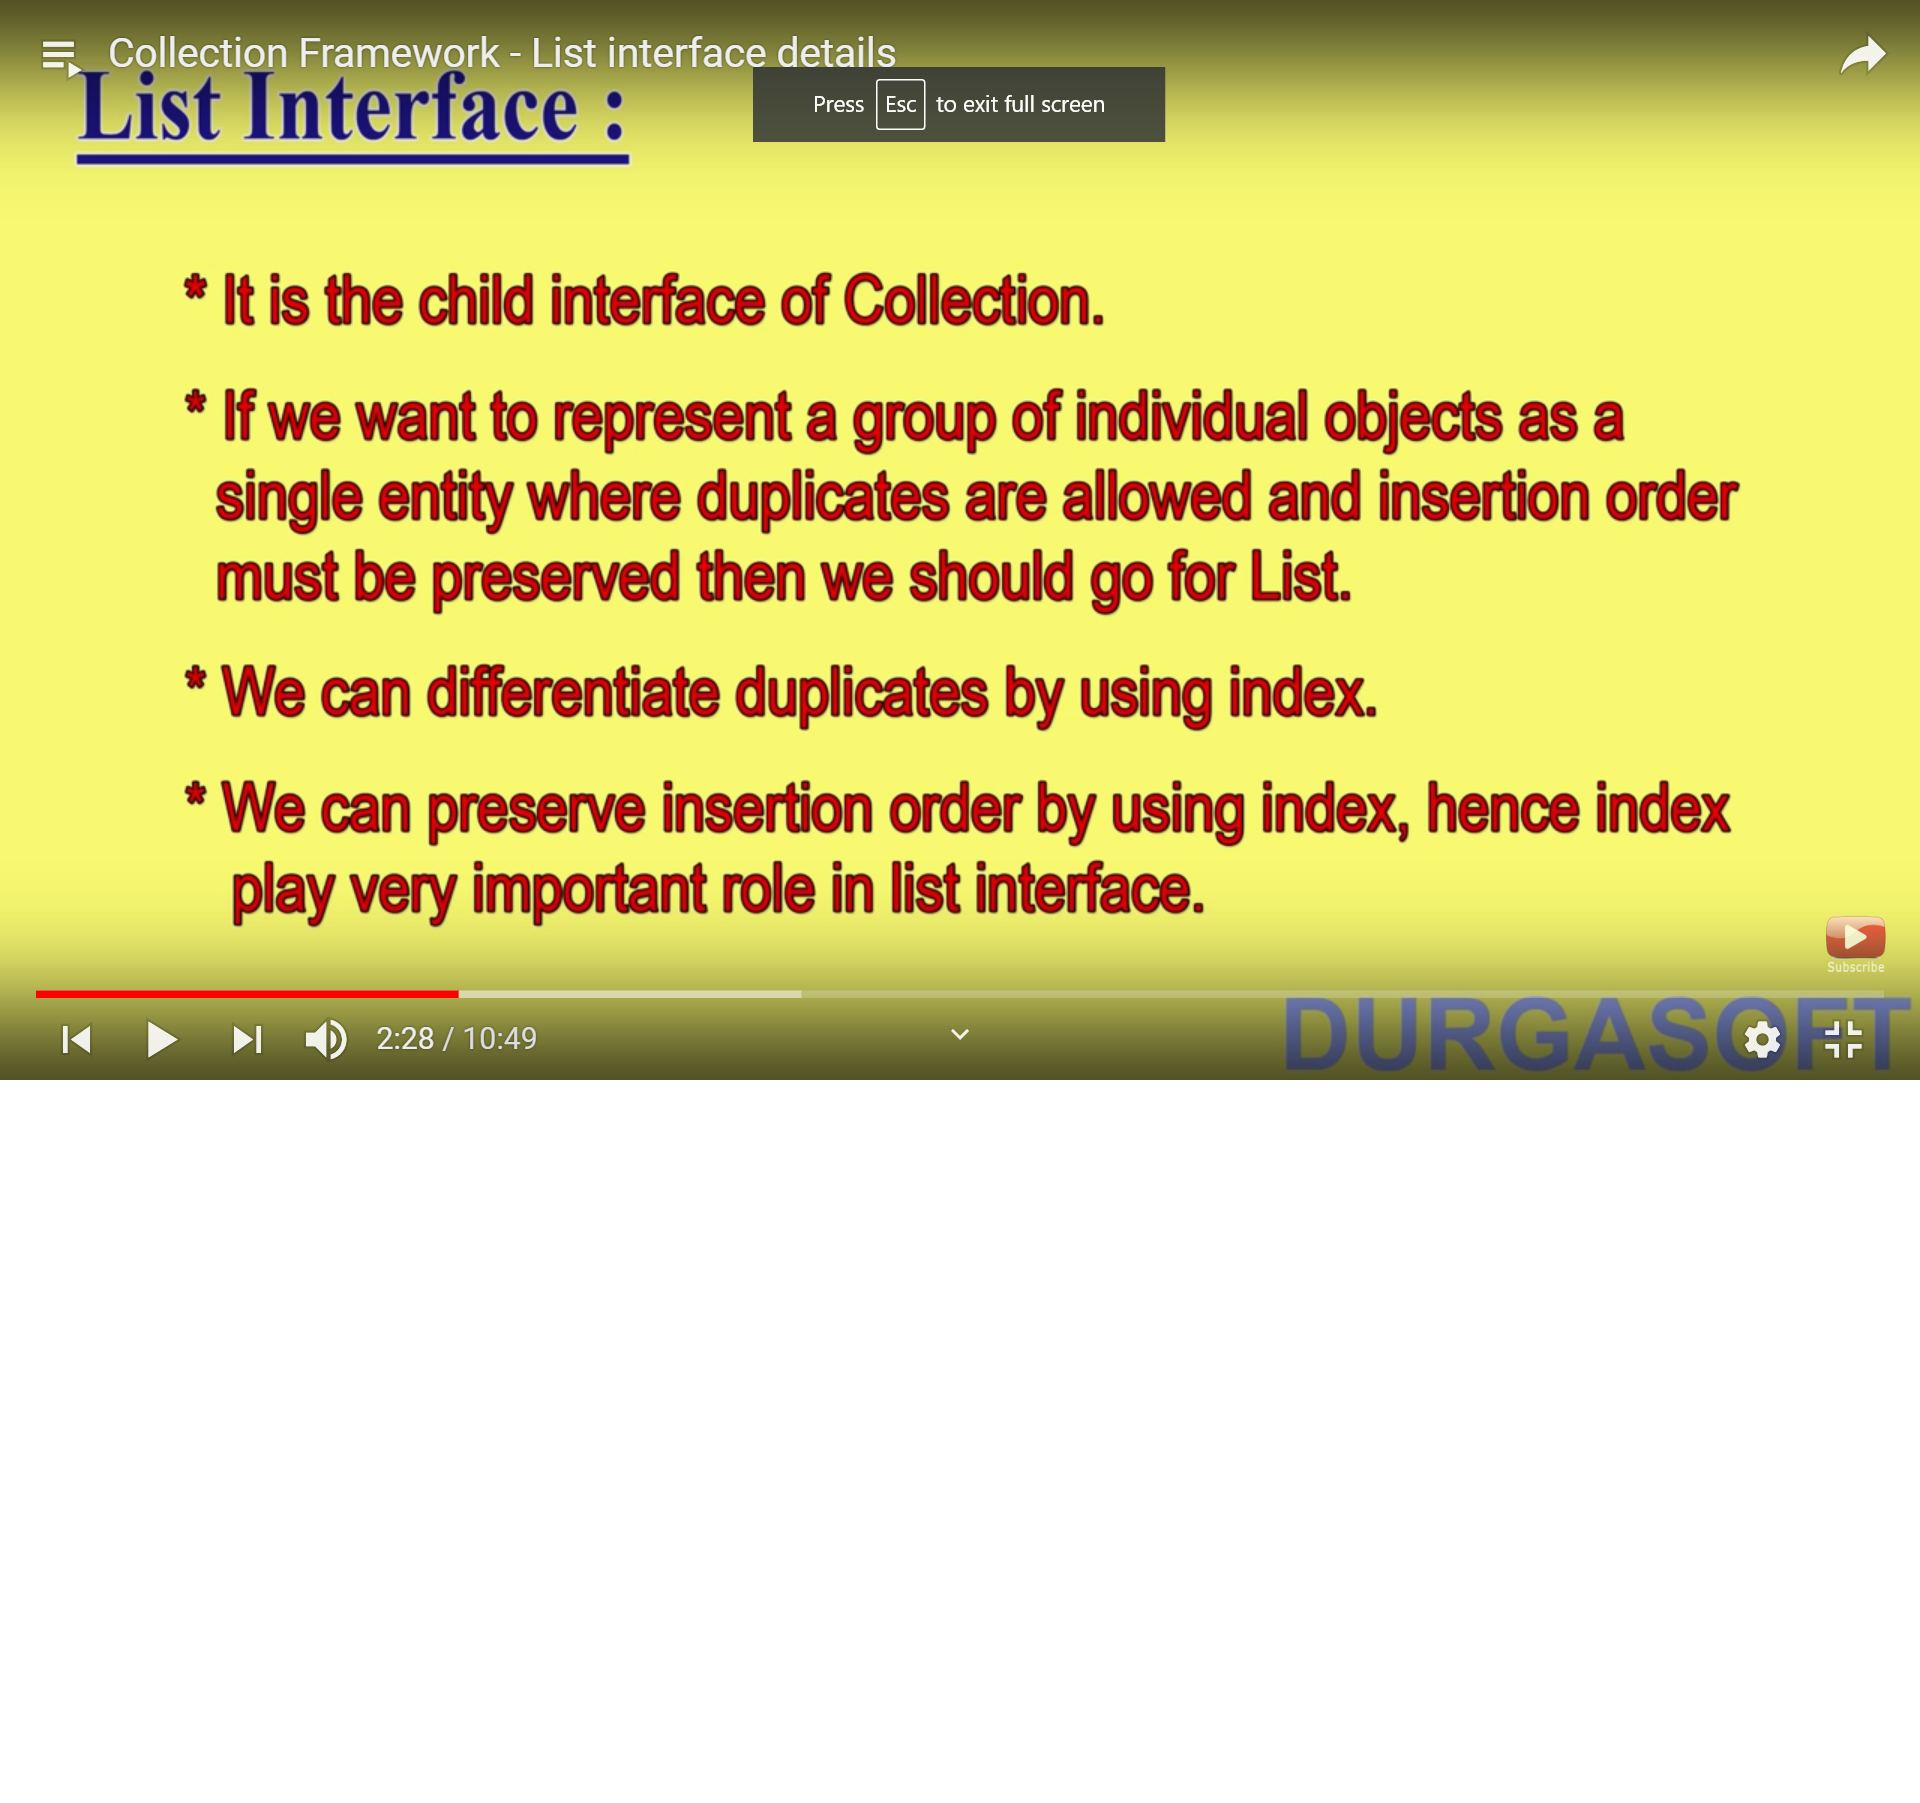 Collection Framework - List interface details
List Interface :
Press Esc to exit full screen
* It is the child interface of Collection.
* If we want to represent a group of individual objects as a
single entity where duplicates are allowed and insertion order
must be preserved then we should go for List.
* We can differentiate duplicates by using index.
* We can preserve insertion order by using index, hence index
play very important role in list interface.
Subscribe
2:28 / 10:49
DURGASOFT